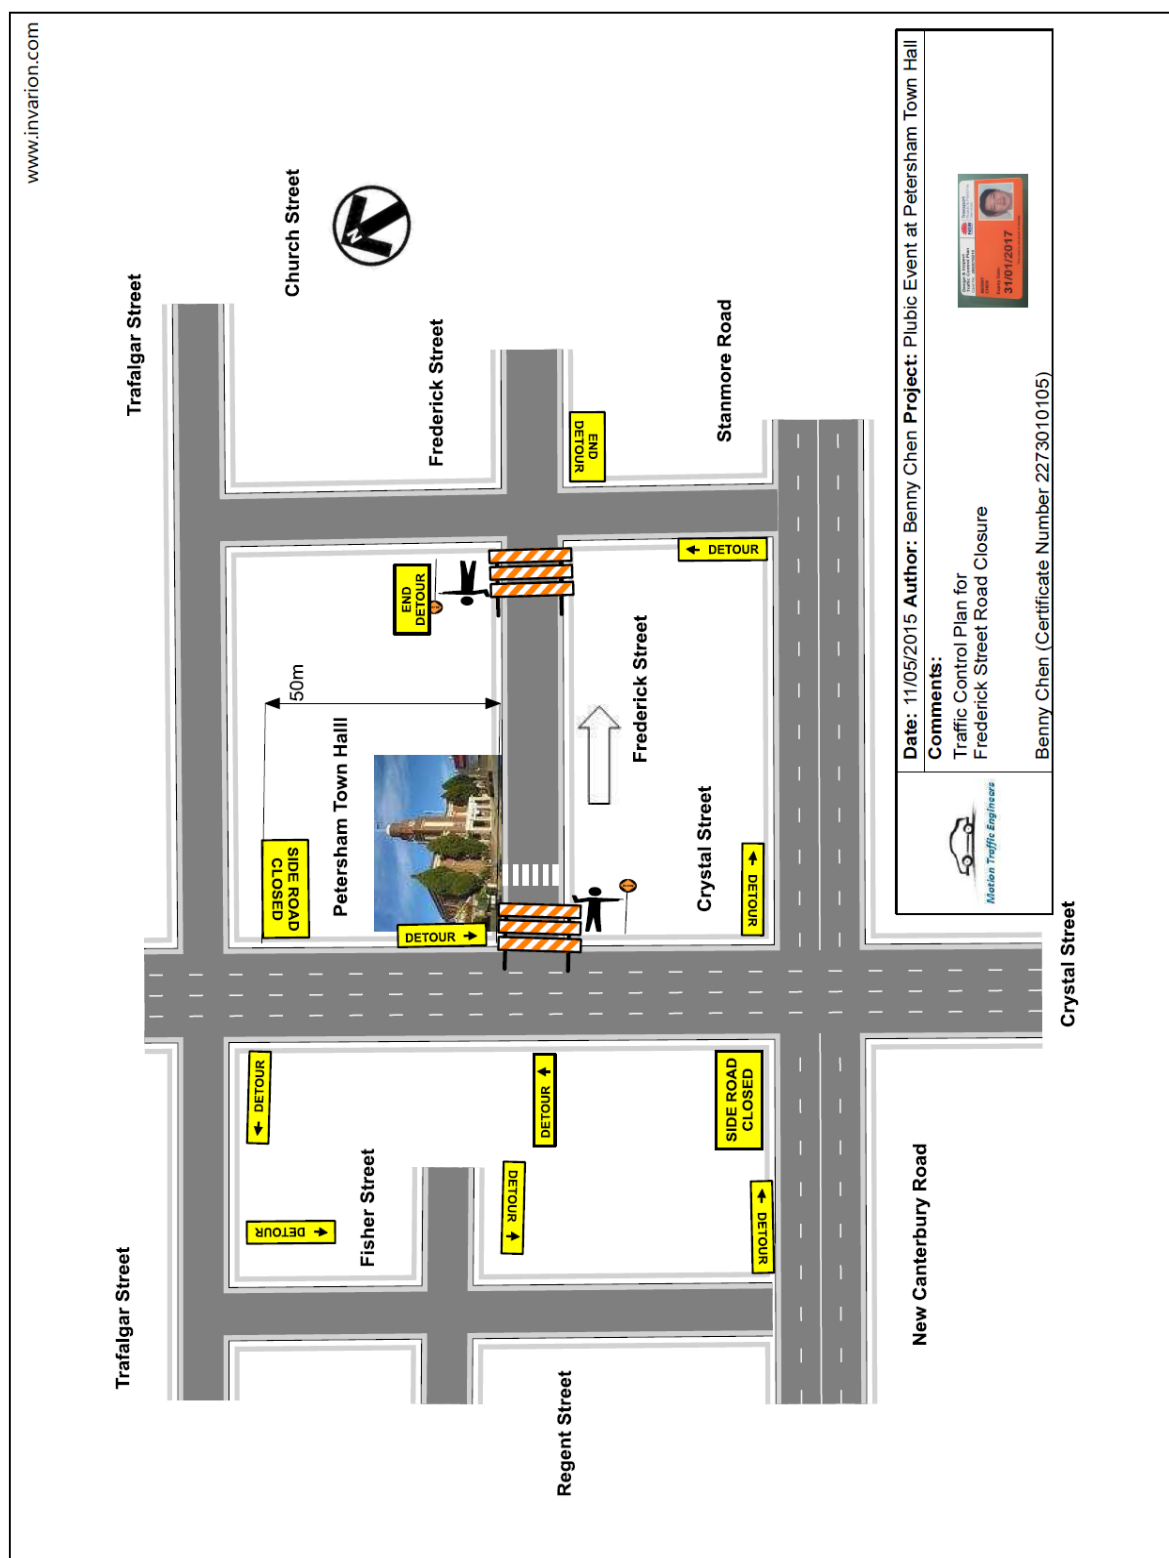 www.invarion.com
Trafalgar Street
Church Street
N
Frederick Street
Stanmore Road
END
DETOUR
END
DETOUR
DETOUR
50m
Petersham Town Halll
Frederick Street
SIDE ROAD
CLOSED
DETOUR
Crystal Street
DETOUR
Crystal Street
DETOUR
DETOUR
SIDE ROAD
CLOSED
Fisher Street
DETOUR
DETOUR
DETOUR
Trafalgar Street
Regent Street
New Canterbury Road
Date: 11/05/2015 Author: Benny Chen Project: Plubic Event at Petersham Town Hall
Comments:
Traffic Control Plan for
Frederick Street Road Closure
Benny Chen (Certificate Number 2273010105)
31/01/2017
Motion Traffic Engineers